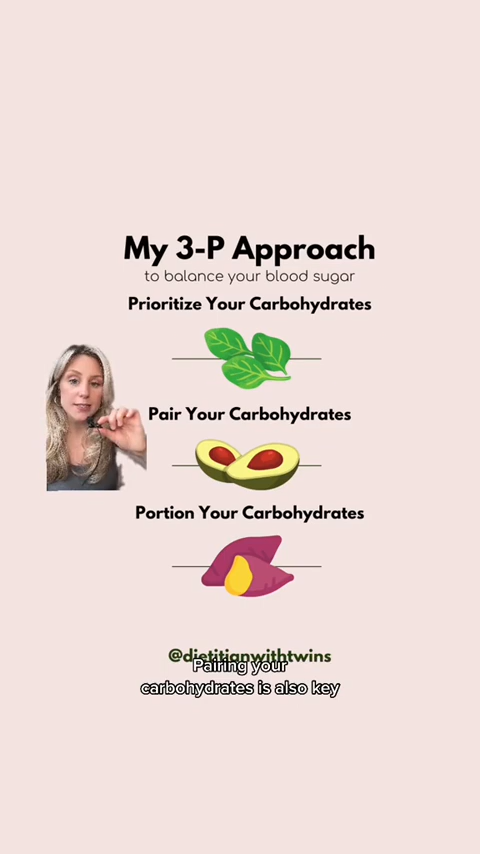 My 3-P Approach
to balance your blood sugar
Prioritize Your Carbohydrates
Pair Your Carbohydrates
Portion Your Carbohydrates
@dietitianwithtwins
Pairing your
carbohydrates is also key